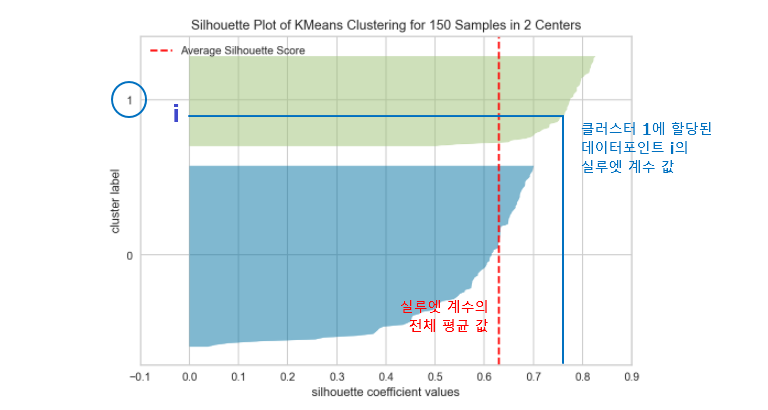 Silhouette Plot of KMeans Clustering for 150 Samples in 2 Centers
Average Silhouette Score
1
i
클러스터 1에 할당된
데이터포인트 i의
실루엣 계수 값
cluster label
0
실루엣 계수의
전체 평균 값
−0.1 0.0 0.1 0.2 0.3 0.4 0.5 0.6 0.7 0.8 0.9
silhouette coefficient values